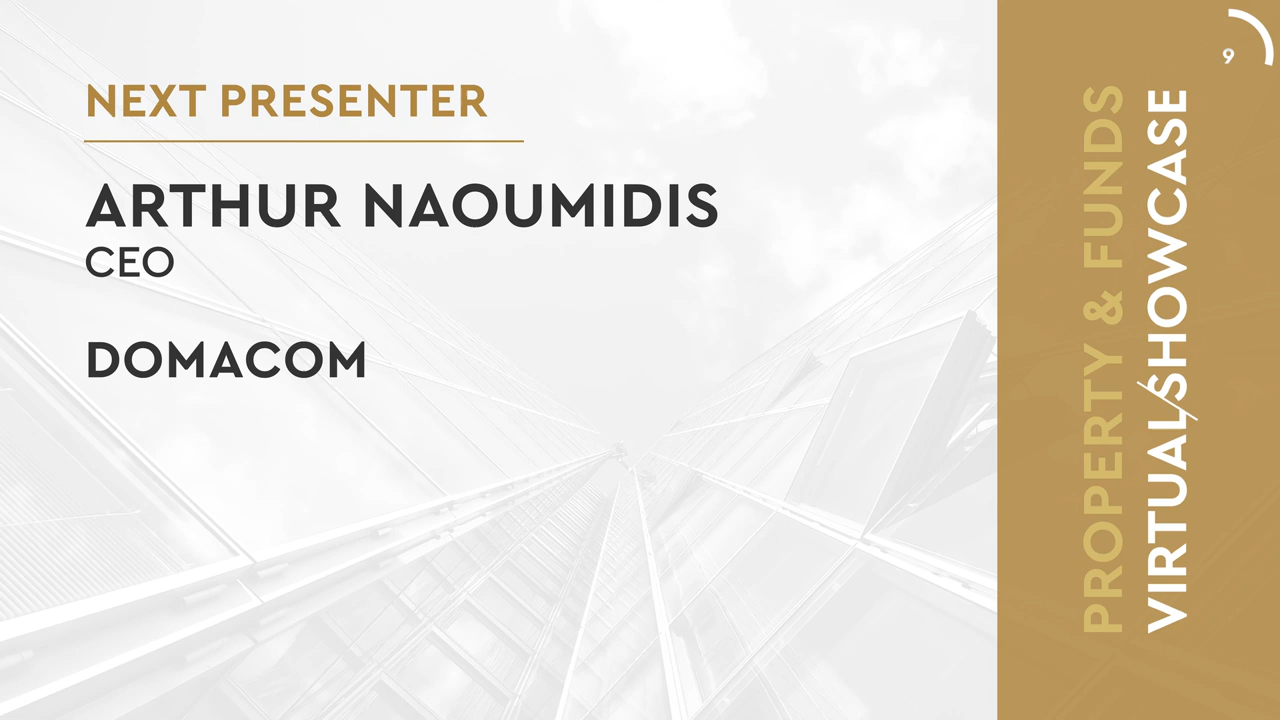 NEXT PRESENTER
ARTHUR NAOUMIDIS
CEO
DOMACOM
9
PROPERTY & FUNDS
VIRTUAL/SHOWCASE